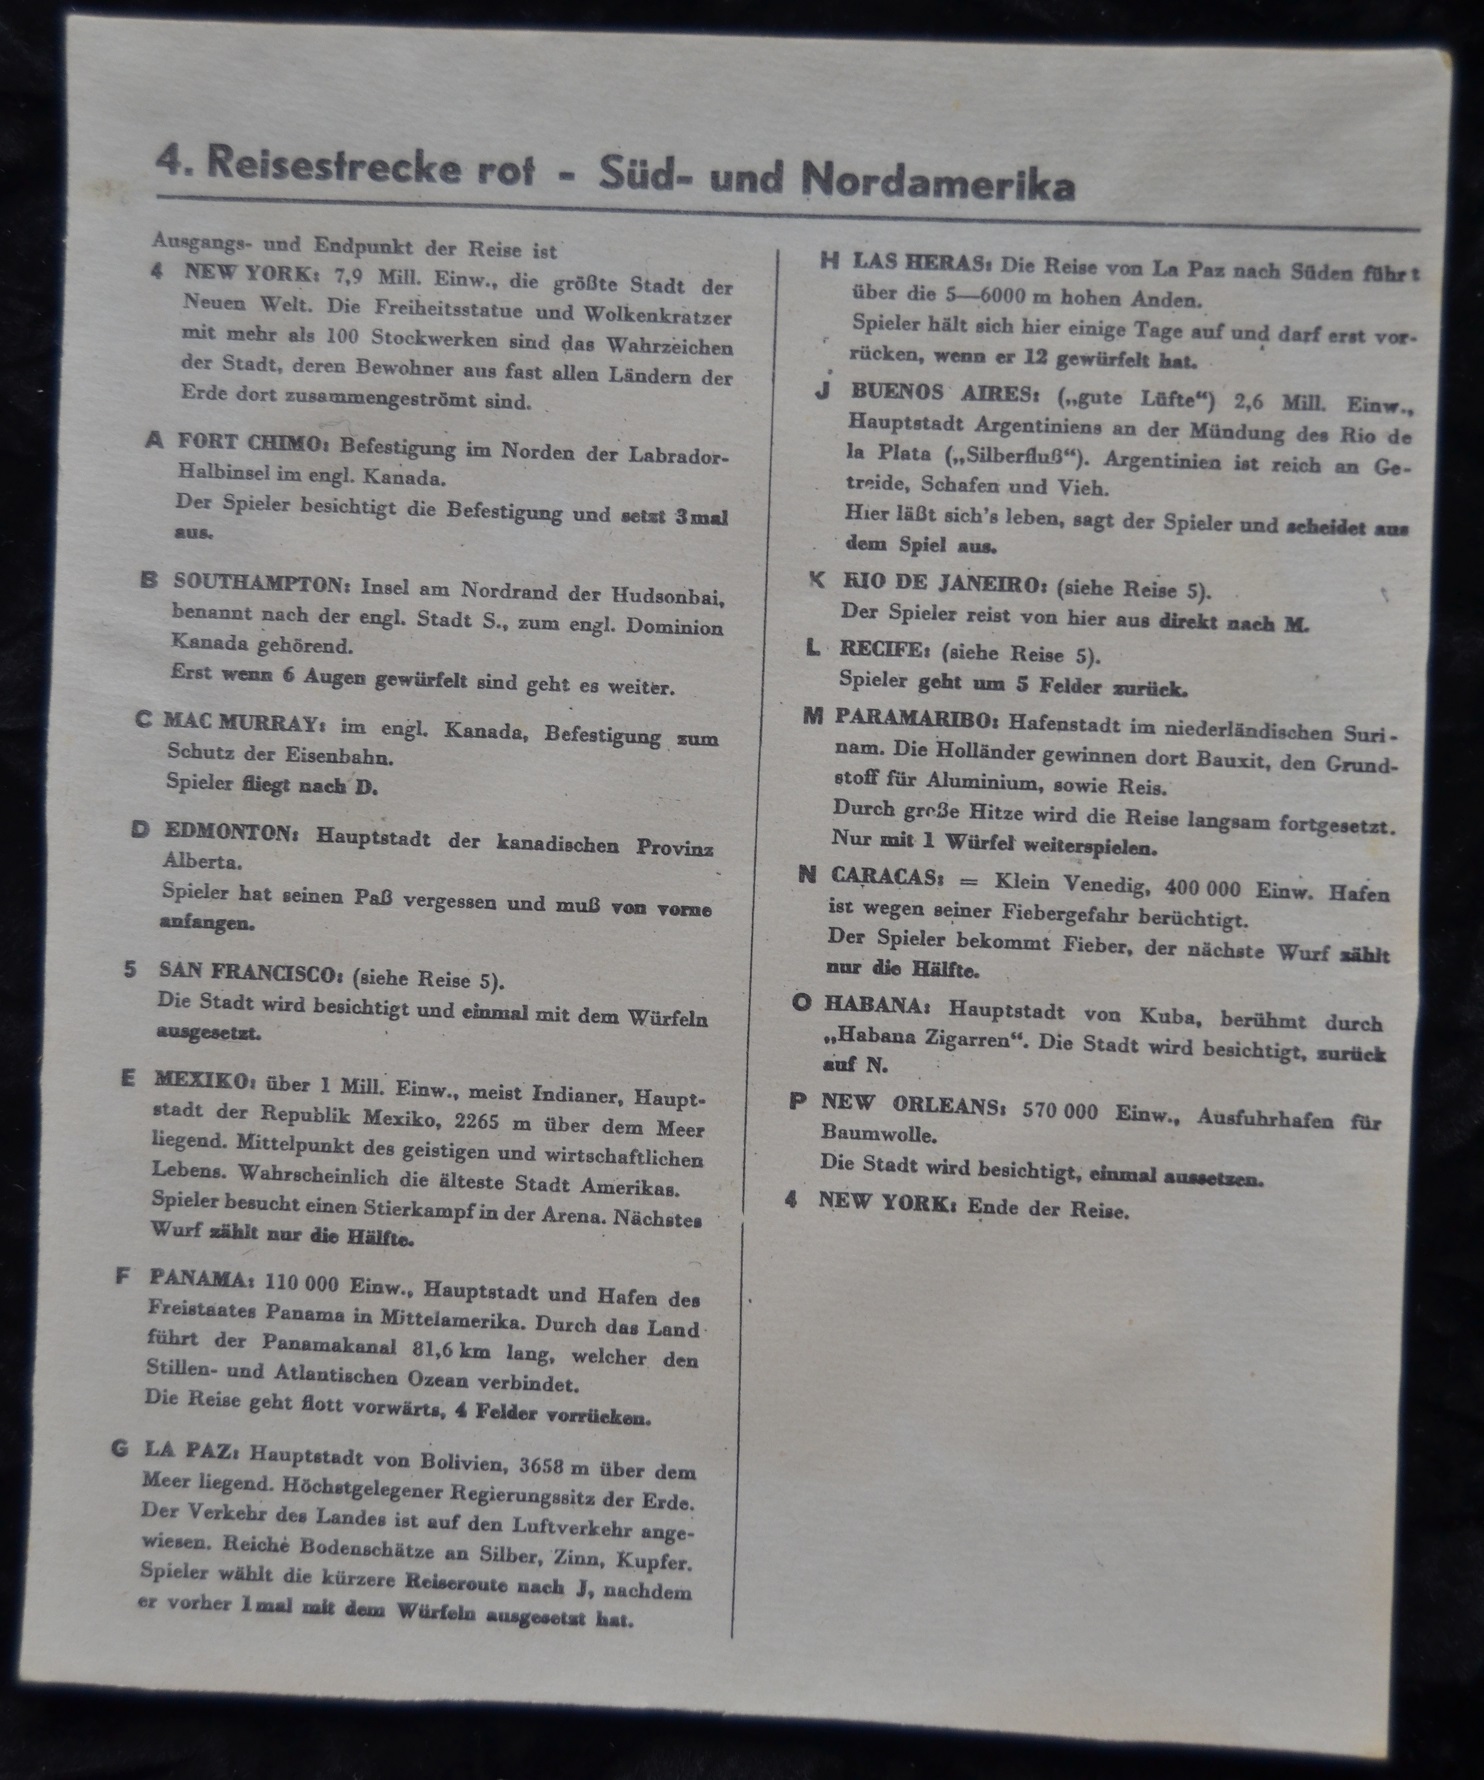 4. Reisestrecke rot - Süd- und Nordamerika
Ausgangs- und Endpunkt der Reise ist
4 NEW YORK: 7,9 Mill. Einw., die größte Stadt der
Neuen Welt. Die Freiheitsstatue und Wolkenkratzer
mit mehr als 100 Stockwerken sind das Wahrzeichen
der Stadt, deren Bewohner aus fast allen Ländern der
Erde dort zusammengeströmt sind.
A FORT CHIMO: Befestigung im Norden der Labrador-
Halbinsel im engl. Kanada.
Der Spieler besichtigt die Befestigung und setzt 3mal
aus.
B SOUTHAMPTON: Insel am Nordrand der Hudsonbai,
benannt nach der engl. Stadt S., zum engl. Dominion
Kanada gehörend.
Erst wenn 6 Augen gewürfelt sind geht es weiter.
C MAC MURRAY: im engl. Kanada, Befestigung zum
Schutz der Eisenbahn.
Spieler fliegt nach D.
D EDMONTON: Hauptstadt der kanadischen Provinz
Alberta.
Spieler hat seinen Paß vergessen und muß von vorne
anfangen.
5 SAN FRANCISCO: (siehe Reise 5).
Die Stadt wird besichtigt und einmal mit dem Würfeln
ausgesetzt.
E MEXIKO: über 1 Mill. Einw., meist Indianer, Haupt-
stadt der Republik Mexiko, 2265 m über dem Meer
liegend. Mittelpunkt des geistigen und wirtschaftlichen
Lebens. Wahrscheinlich die älteste Stadt Amerikas.
Spieler besucht einen Stierkampf in der Arena. Nächstes
Wurf zählt nur die Hälfte.
F PANAMA: 110 000 Einw., Hauptstadt und Hafen des
Freistaates Panama in Mittelamerika. Durch das Land
führt der Panamakanal 81,6 km lang, welcher den
Stillen- und Atlantischen Ozean verbindet.
Die Reise geht flott vorwärts, 4 Felder vorrücken.
G LA PAZ: Hauptstadt von Bolivien, 3658 m über dem
Meer liegend. Höchstgelegener Regierungssitz der Erde.
Der Verkehr des Landes ist auf den Luftverkehr ange-
wiesen. Reiche Bodenschätze an Silber, Zinn, Kupfer.
Spieler wählt die kürzere Reiseroute nach J, nachdem
er vorher 1mal mit dem Würfeln ausgesetzt hat.
H LAS HERAS: Die Reise von La Paz nach Süden führt
über die 5—6000 m hohen Anden.
Spieler hält sich hier einige Tage auf und darf erst vor-
rücken, wenn er 12 gewürfelt hat.
J BUENOS AIRES: („gute Lüfte“) 2,6 Mill. Einw.,
Hauptstadt Argentiniens an der Mündung des Rio de
la Plata („Silberfluß“). Argentinien ist reich an Ge-
treide, Schafen und Vieh.
Hier läßt sich's leben, sagt der Spieler und scheidet aus
dem Spiel aus.
K RIO DE JANEIRO: (siehe Reise 5).
Der Spieler reist von hier aus direkt nach M.
L RECIFE: (siehe Reise 5).
Spieler geht um 5 Felder zurück.
M PARAMARIBO: Hafenstadt im niederländischen Suri-
nam. Die Holländer gewinnen dort Bauxit, den Grund-
stoff für Aluminium, sowie Reis.
Durch große Hitze wird die Reise langsam fortgesetzt.
Nur mit 1 Würfel weiterspielen.
N CARACAS: = Klein Venedig, 400 000 Einw. Hafen
ist wegen seiner Fiebergefahr berüchtigt.
Der Spieler bekommt Fieber, der nächste Wurf zählt
nur die Hälfte.
O HABANA: Hauptstadt von Kuba, berühmt durch
„Habana Zigarren“. Die Stadt wird besichtigt, zurück
auf N.
P NEW ORLEANS: 570 000 Einw., Ausfuhrhafen für
Baumwolle.
Die Stadt wird besichtigt, einmal aussetzen.
4 NEW YORK: Ende der Reise.